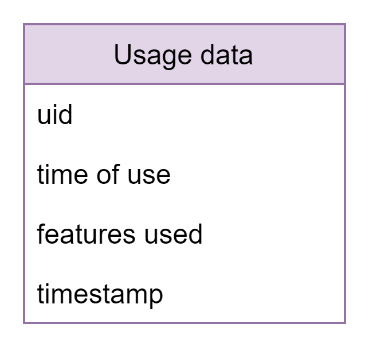 Usage data
uid
time of use
features used
timestamp